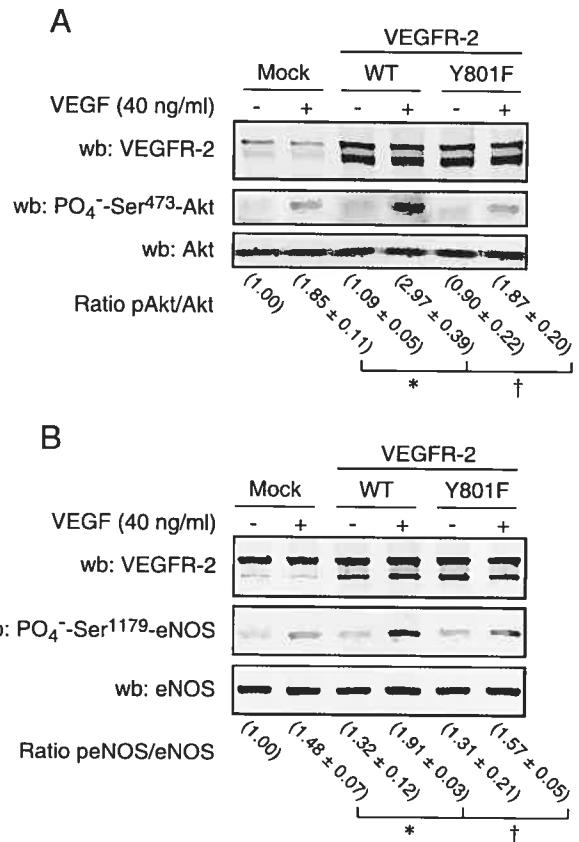 A
VEGFR-2
Mock WT Y801F
VEGF (40 ng/ml) - + - + - +
wb: VEGFR-2
wb: PO₄⁻-Ser⁴⁷³-Akt
wb: Akt
Ratio pAkt/Akt (1.00) (1.85 ± 0.11) (1.09 ± 0.05) (2.97 ± 0.39) (0.90 ± 0.22) (1.87 ± 0.20)
* †
B
VEGFR-2
Mock WT Y801F
VEGF (40 ng/ml) - + - + - +
wb: VEGFR-2
: PO₄⁻-Ser¹¹⁷⁹-eNOS
wb: eNOS
Ratio peNOS/eNOS (1.00) (1.48 ± 0.07) (1.32 ± 0.12) (1.91 ± 0.03) (1.31 ± 0.21) (1.57 ± 0.05)
* †